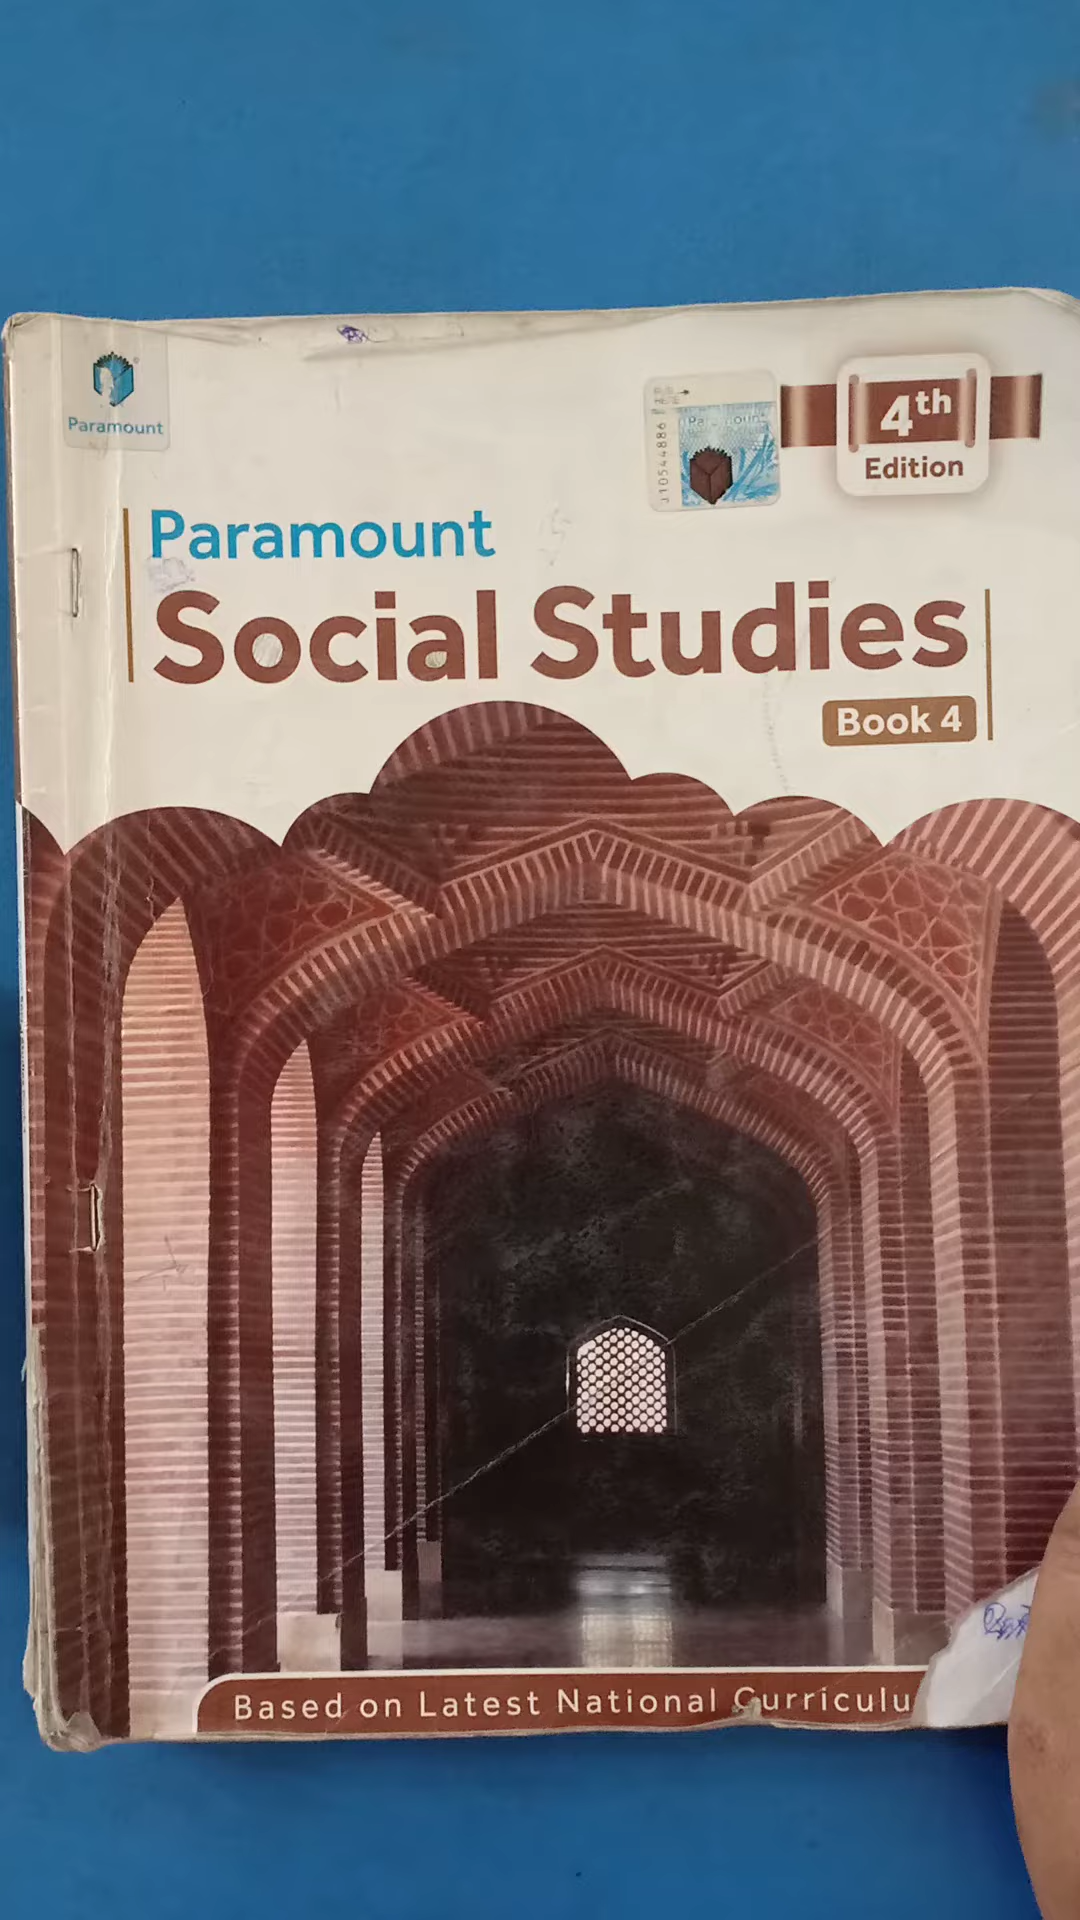 Paramount
4th
Edition
Paramount
Social Studies
Book 4
Based on Latest National Curriculu